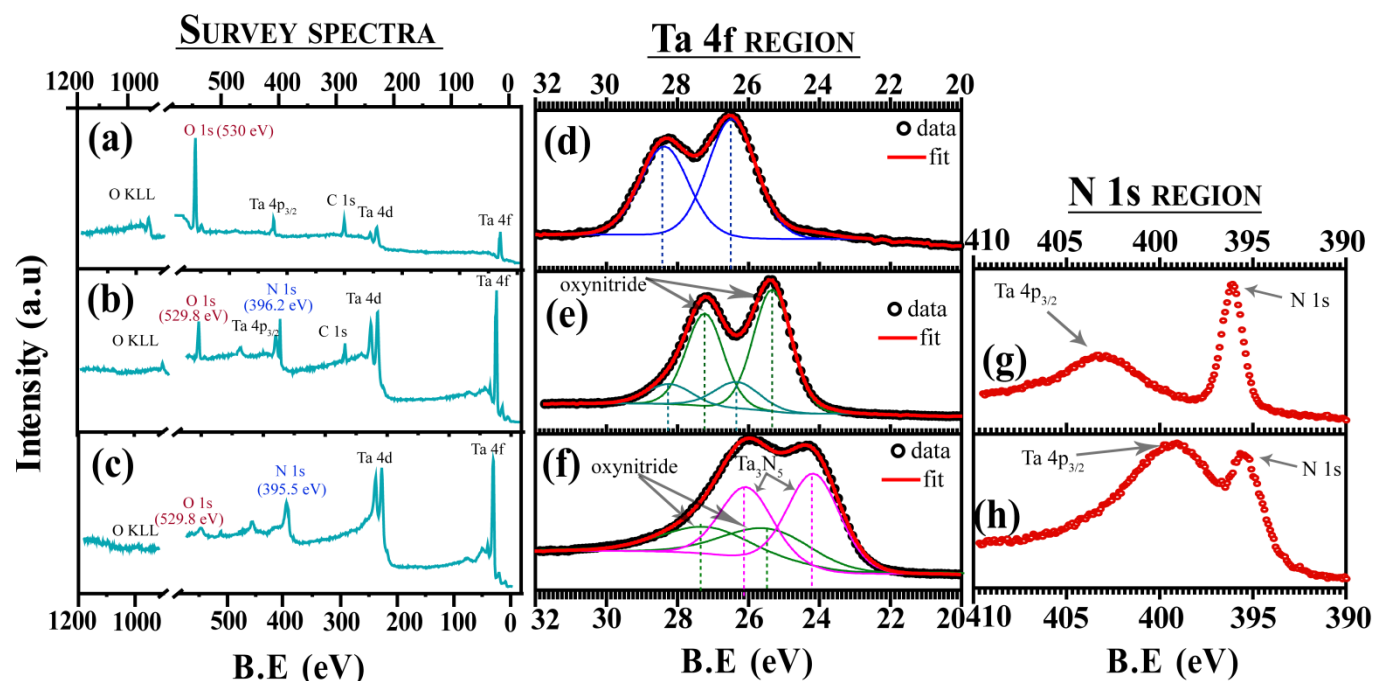 SURVEY SPECTRA
Ta 4f REGION
N 1s REGION
Intensity (a.u)
1200 1000 500 400 300 200 100 0
(a)
O 1s (530 eV)
O KLL
Ta 4p3/2
C 1s
Ta 4d
Ta 4f
(b)
O 1s
(529.8 eV)
N 1s
(396.2 eV)
O KLL
Ta 4p3/2
C 1s
Ta 4d
Ta 4f
(c)
O 1s
(529.8 eV)
N 1s
(395.5 eV)
O KLL
Ta 4d
Ta 4f
1200 1000 500 400 300 200 100 0
B.E (eV)
32 30 28 26 24 22 20
(d)
data
fit
(e)
oxynitride
data
fit
(f)
oxynitride
Ta3N5
data
fit
32 30 28 26 24 22 20
B.E (eV)
410 405 400 395 390
(g)
Ta 4p3/2
N 1s
(h)
Ta 4p3/2
N 1s
410 405 400 395 390
B.E (eV)